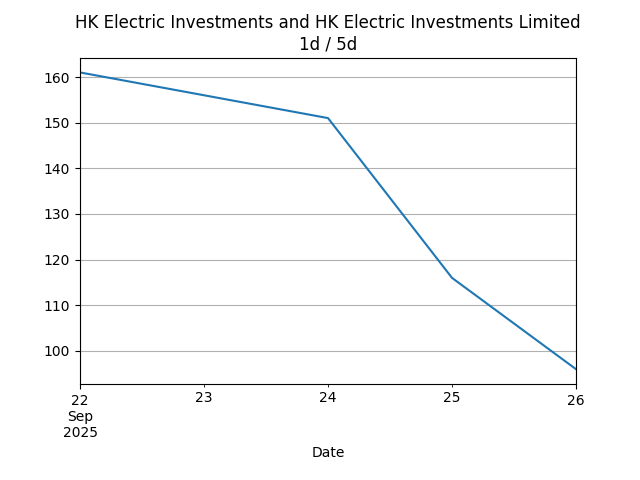 HK Electric Investments and HK Electric Investments Limited
1d / 5d
160
150
140
130
120
110
100
22 23 24 25 26
Sep
2025
Date